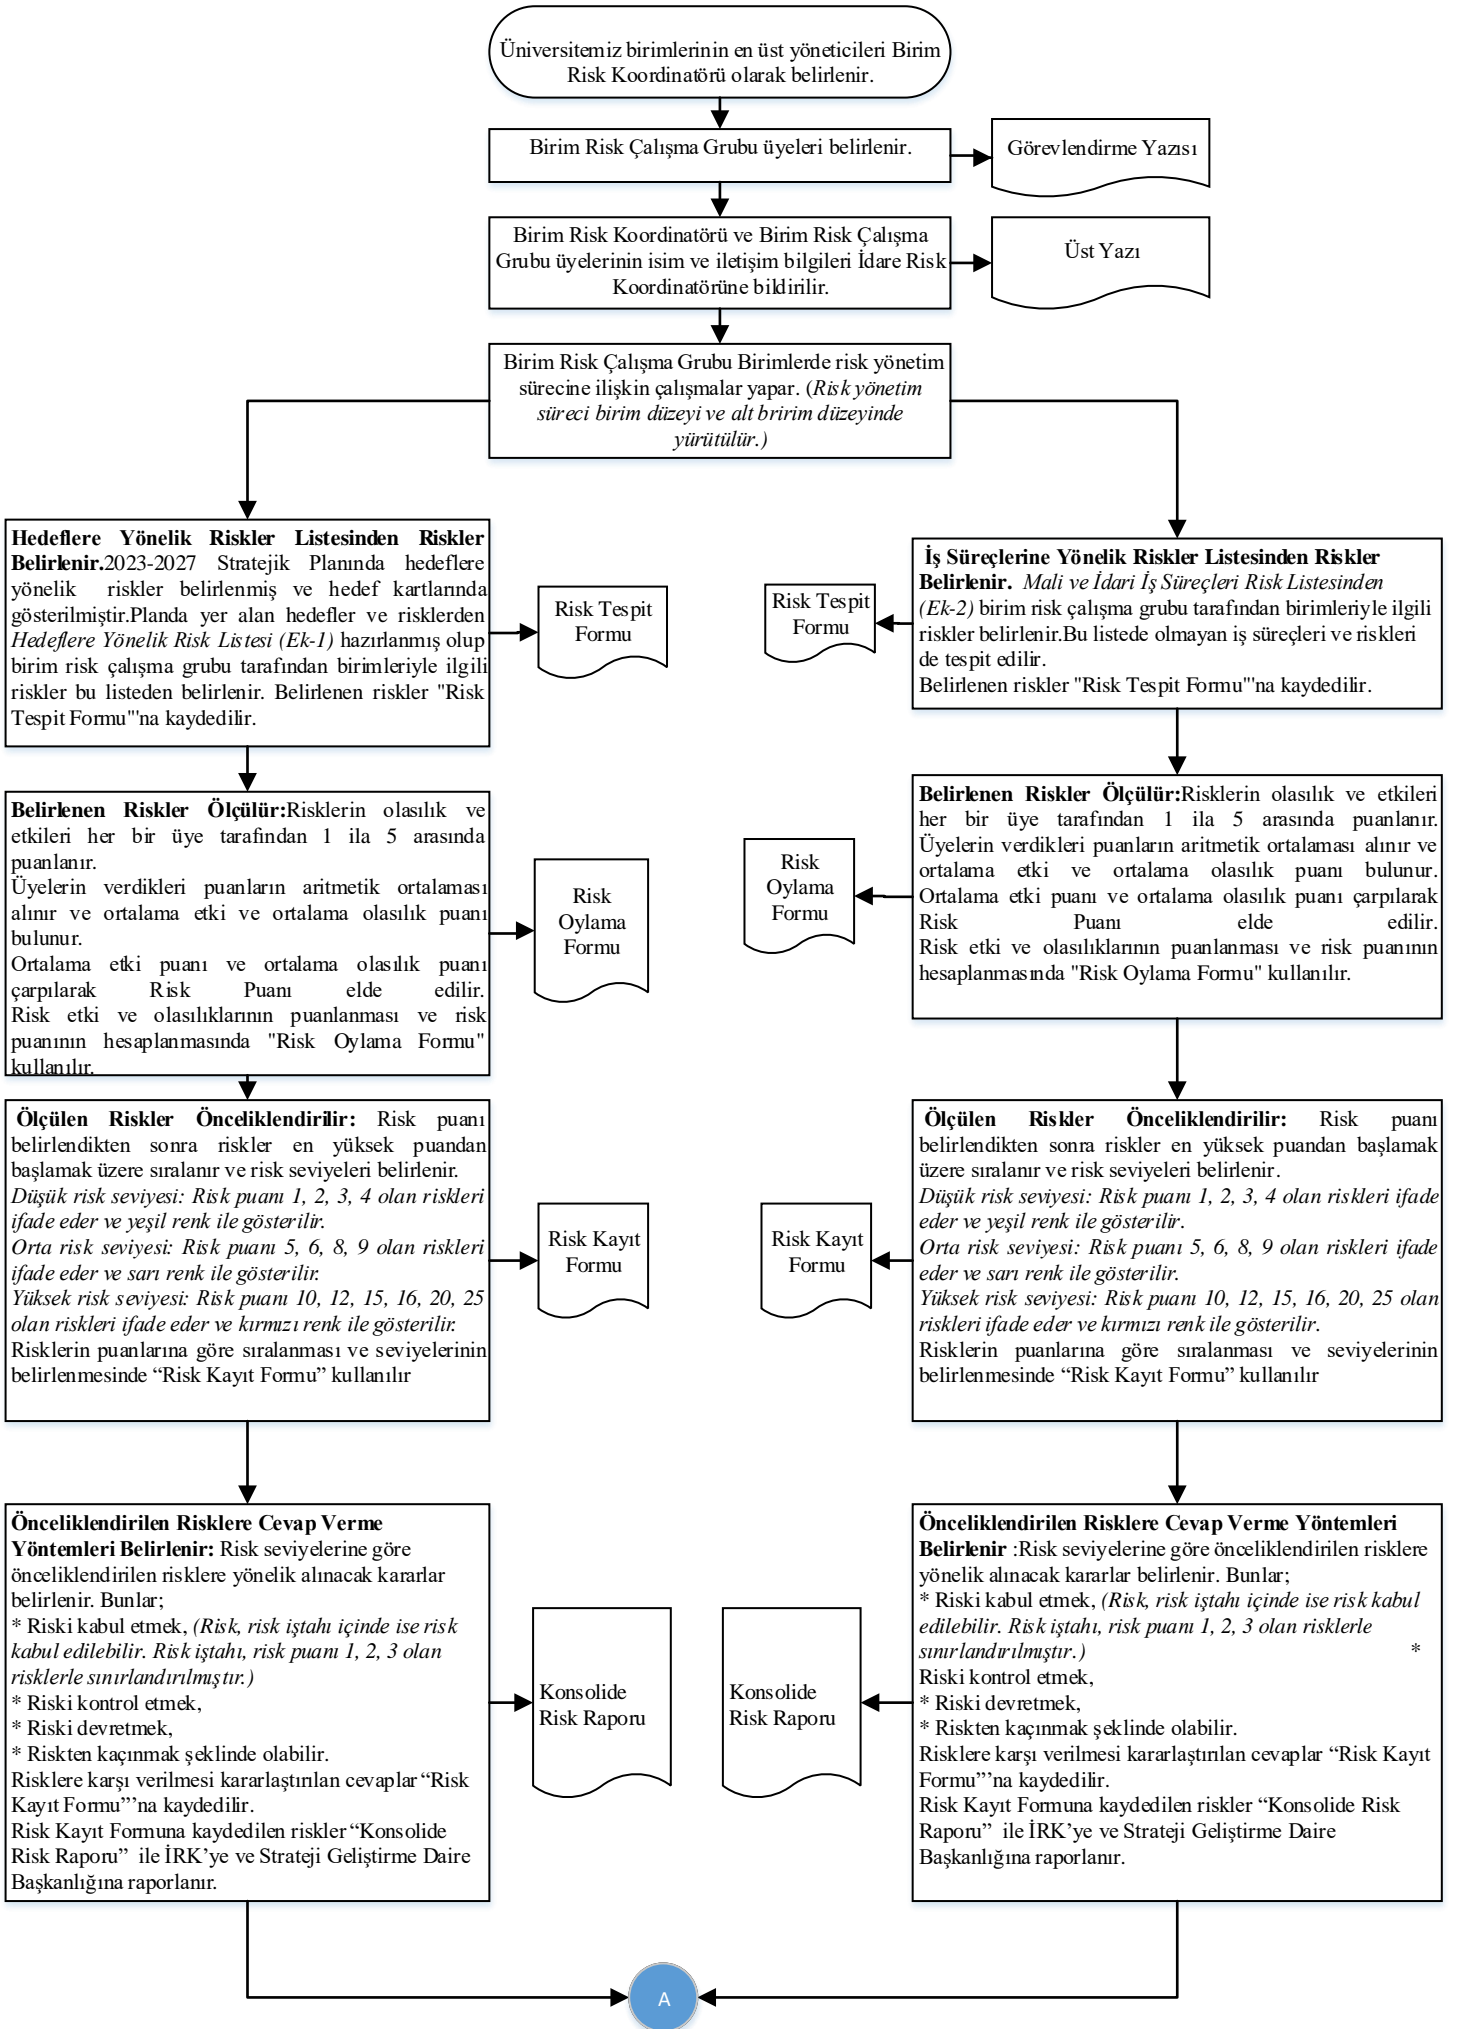 Üniversitemiz birimlerinin en üst yöneticileri Birim
Risk Koordinatörü olarak belirlenir.
Birim Risk Çalışma Grubu üyeleri belirlenir.
Görevlendirme Yazısı
Birim Risk Koordinatörü ve Birim Risk Çalışma
Grubu üyelerinin isim ve iletişim bilgileri İdare Risk
Koordinatörüne bildirilir.
Üst Yazı
Birim Risk Çalışma Grubu Birimlerde risk yönetim
sürecine ilişkin çalışmalar yapar. (Risk yönetim
süreci birim düzeyi ve alt bririm düzeyinde
yürütülür.)
Hedeflere Yönelik Riskler Listesinden Riskler
Belirlenir.2023-2027 Stratejik Planında hedeflere
yönelik riskler belirlenmiş ve hedef kartlarında
gösterilmiştir.Planda yer alan hedefler ve risklerden
Hedeflere Yönelik Risk Listesi (Ek-1) hazırlanmış olup
birim risk çalışma grubu tarafından birimleriyle ilgili
riskler bu listeden belirlenir. Belirlenen riskler "Risk
Tespit Formu"'na kaydedilir.
Risk Tespit
Formu
Risk Tespit
Formu
İş Süreçlerine Yönelik Riskler Listesinden Riskler
Belirlenir. Mali ve İdari İş Süreçleri Risk Listesinden
(Ek-2) birim risk çalışma grubu tarafından birimleriyle ilgili
riskler belirlenir.Bu listede olmayan iş süreçleri ve riskleri
de tespit edilir.
Belirlenen riskler "Risk Tespit Formu"'na kaydedilir.
Belirlenen Riskler Ölçülür:Risklerin olasılık ve
etkileri her bir üye tarafından 1 ila 5 arasında
puanlanır.
Üyelerin verdikleri puanların aritmetik ortalaması
alınır ve ortalama etki ve ortalama olasılık puanı
bulunur.
Ortalama etki puanı ve ortalama olasılık puanı
çarpılarak Risk Puanı elde edilir.
Risk etki ve olasılıklarının puanlanması ve risk
puanının hesaplanmasında "Risk Oylama Formu"
kullanılır.
Risk
Oylama
Formu
Risk
Oylama
Formu
Belirlenen Riskler Ölçülür:Risklerin olasılık ve etkileri
her bir üye tarafından 1 ila 5 arasında puanlanır.
Üyelerin verdikleri puanların aritmetik ortalaması alınır ve
ortalama etki ve ortalama olasılık puanı bulunur.
Ortalama etki puanı ve ortalama olasılık puanı çarpılarak
Risk Puanı elde edilir.
Risk etki ve olasılıklarının puanlanması ve risk puanının
hesaplanmasında "Risk Oylama Formu" kullanılır.
Ölçülen Riskler Önceliklendirilir: Risk puanı
belirlendikten sonra riskler en yüksek puandan
başlamak üzere sıralanır ve risk seviyeleri belirlenir.
Düşük risk seviyesi: Risk puanı 1, 2, 3, 4 olan riskleri
ifade eder ve yeşil renk ile gösterilir.
Orta risk seviyesi: Risk puanı 5, 6, 8, 9 olan riskleri
ifade eder ve sarı renk ile gösterilir.
Yüksek risk seviyesi: Risk puanı 10, 12, 15, 16, 20, 25
olan riskleri ifade eder ve kırmızı renk ile gösterilir.
Risklerin puanlarına göre sıralanması ve seviyelerinin
belirlenmesinde “Risk Kayıt Formu” kullanılır
Risk Kayıt
Formu
Risk Kayıt
Formu
Ölçülen Riskler Önceliklendirilir: Risk puanı
belirlendikten sonra riskler en yüksek puandan başlamak
üzere sıralanır ve risk seviyeleri belirlenir.
Düşük risk seviyesi: Risk puanı 1, 2, 3, 4 olan riskleri ifade
eder ve yeşil renk ile gösterilir.
Orta risk seviyesi: Risk puanı 5, 6, 8, 9 olan riskleri ifade
eder ve sarı renk ile gösterilir.
Yüksek risk seviyesi: Risk puanı 10, 12, 15, 16, 20, 25 olan
riskleri ifade eder ve kırmızı renk ile gösterilir.
Risklerin puanlarına göre sıralanması ve seviyelerinin
belirlenmesinde “Risk Kayıt Formu” kullanılır
Önceliklendirilen Risklere Cevap Verme
Yöntemleri Belirlenir: Risk seviyelerine göre
önceliklendirilen risklere yönelik alınacak kararlar
belirlenir. Bunlar;
* Riski kabul etmek, (Risk, risk iştahı içinde ise risk
kabul edilebilir. Risk iştahı, risk puanı 1, 2, 3 olan
risklerle sınırlandırılmıştır.)
* Riski kontrol etmek,
* Riski devretmek,
* Riskten kaçınmak şeklinde olabilir.
Risklere karşı verilmesi kararlaştırılan cevaplar “Risk
Kayıt Formu”’na kaydedilir.
Risk Kayıt Formuna kaydedilen riskler “Konsolide
Risk Raporu” ile İRK’ye ve Strateji Geliştirme Daire
Başkanlığına raporlanır.
Konsolide
Risk Raporu
Konsolide
Risk Raporu
Önceliklendirilen Risklere Cevap Verme Yöntemleri
Belirlenir :Risk seviyelerine göre önceliklendirilen risklere
yönelik alınacak kararlar belirlenir. Bunlar;
* Riski kabul etmek, (Risk, risk iştahı içinde ise risk kabul
edilebilir. Risk iştahı, risk puanı 1, 2, 3 olan risklerle
sınırlandırılmıştır.) *
Riski kontrol etmek,
* Riski devretmek,
* Riskten kaçınmak şeklinde olabilir.
Risklere karşı verilmesi kararlaştırılan cevaplar “Risk Kayıt
Formu”’na kaydedilir.
Risk Kayıt Formuna kaydedilen riskler “Konsolide Risk
Raporu” ile İRK’ye ve Strateji Geliştirme Daire
Başkanlığına raporlanır.
A